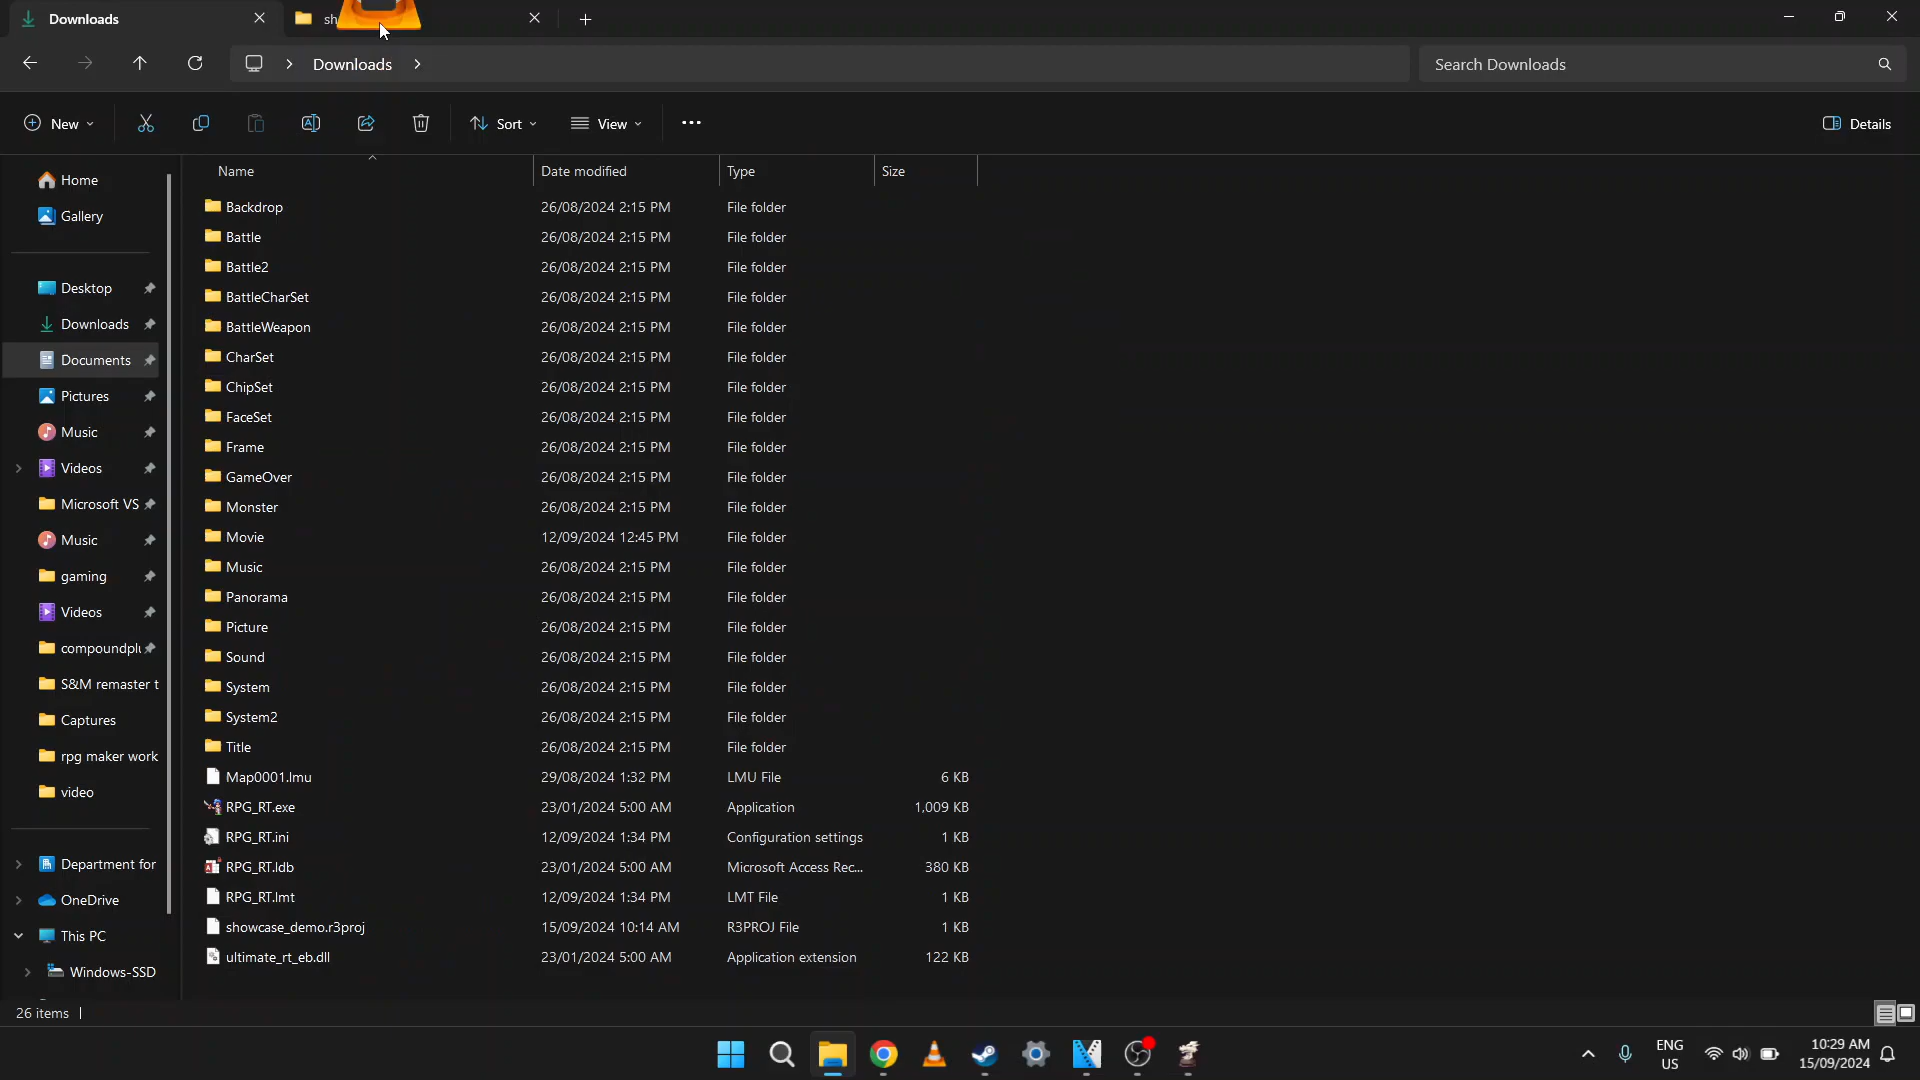 Downloads
sh
Downloads
Search Downloads
New
Sort
View
Details
Name Date modified Type Size
Home
Gallery
Desktop
Downloads
Documents
Pictures
Music
Videos
Microsoft VS
Music
gaming
Videos
compoundplu
S&M remaster t
Captures
rpg maker work
video
Department for
OneDrive
This PC
Windows-SSD
Backdrop 26/08/2024 2:15 PM File folder
Battle 26/08/2024 2:15 PM File folder
Battle2 26/08/2024 2:15 PM File folder
BattleCharSet 26/08/2024 2:15 PM File folder
BattleWeapon 26/08/2024 2:15 PM File folder
CharSet 26/08/2024 2:15 PM File folder
ChipSet 26/08/2024 2:15 PM File folder
FaceSet 26/08/2024 2:15 PM File folder
Frame 26/08/2024 2:15 PM File folder
GameOver 26/08/2024 2:15 PM File folder
Monster 26/08/2024 2:15 PM File folder
Movie 12/09/2024 12:45 PM File folder
Music 26/08/2024 2:15 PM File folder
Panorama 26/08/2024 2:15 PM File folder
Picture 26/08/2024 2:15 PM File folder
Sound 26/08/2024 2:15 PM File folder
System 26/08/2024 2:15 PM File folder
System2 26/08/2024 2:15 PM File folder
Title 26/08/2024 2:15 PM File folder
Map0001.lmu 29/08/2024 1:32 PM LMU File 6 KB
RPG_RT.exe 23/01/2024 5:00 AM Application 1,009 KB
RPG_RT.ini 12/09/2024 1:34 PM Configuration settings 1 KB
RPG_RT.ldb 23/01/2024 5:00 AM Microsoft Access Rec... 380 KB
RPG_RT.lmt 12/09/2024 1:34 PM LMT File 1 KB
showcase_demo.r3proj 15/09/2024 10:14 AM R3PROJ File 1 KB
ultimate_rt_eb.dll 23/01/2024 5:00 AM Application extension 122 KB
26 items
ENG
US
10:29 AM
15/09/2024